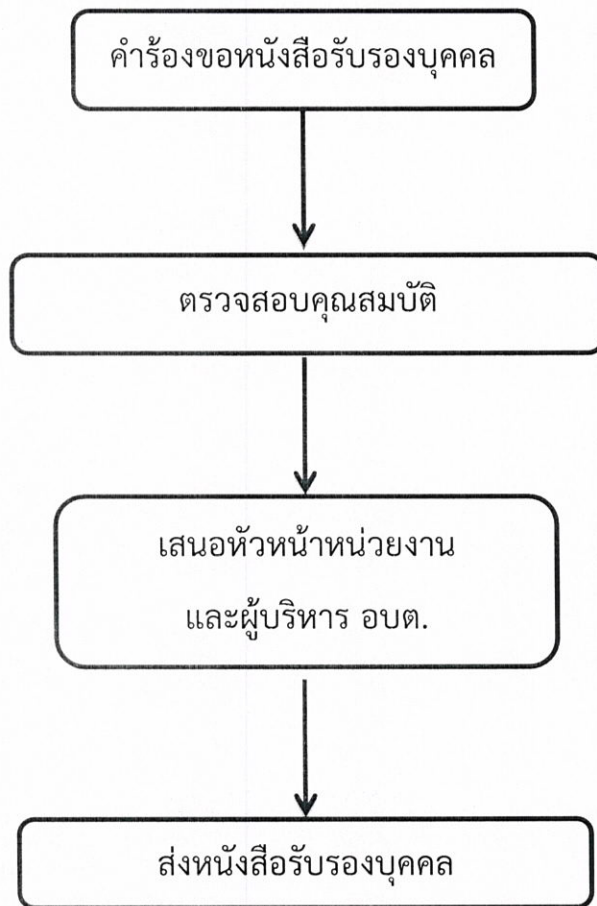 คำร้องขอหนังสือรับรองบุคคล
ตรวจสอบคุณสมบัติ
เสนอหัวหน้าหน่วยงาน
และผู้บริหาร อบต.
ส่งหนังสือรับรองบุคคล